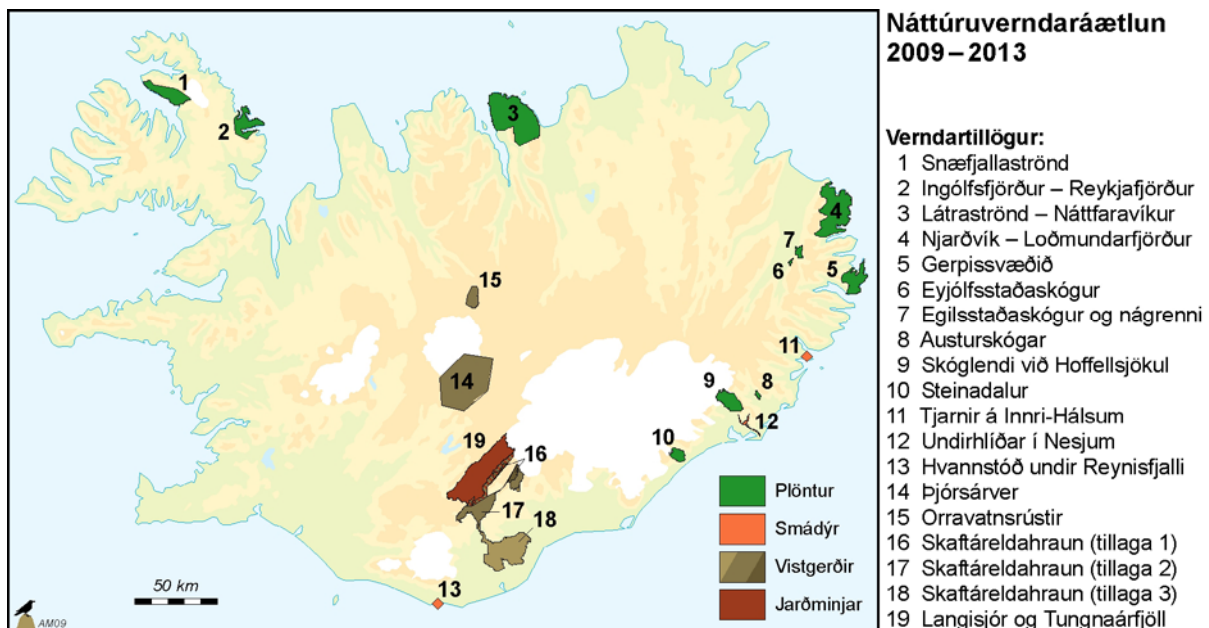 Náttúruverndaráætlun
2009 – 2013
Verndartillögur:
1 Snæfjallaströnd
2 Ingólfsfjörður – Reykjafjörður
3 Látraströnd – Náttfaravíkur
4 Njarðvík – Loðmundarfjörður
5 Gerpissvæðið
6 Eyjólfsstaðaskógur
7 Egilsstaðaskógur og nágrenni
8 Austurskógar
9 Skóglendi við Hoffellsjökul
10 Steinadalur
11 Tjarnir á Innri-Hálsum
12 Undirhlíðar í Nesjum
13 Hvannstóð undir Reynisfjalli
14 Þjórsárver
15 Orravatnsrústir
16 Skaftáreldahraun (tillaga 1)
17 Skaftáreldahraun (tillaga 2)
18 Skaftáreldahraun (tillaga 3)
19 Langisjór og Tungnaárfjöll
1
2
3
4
7
6
5
15
11
14
9
8
12
19
16
10
17
18
13
Plöntur
Smádýr
Vistgerðir
Jarðminjar
50 km
AM09